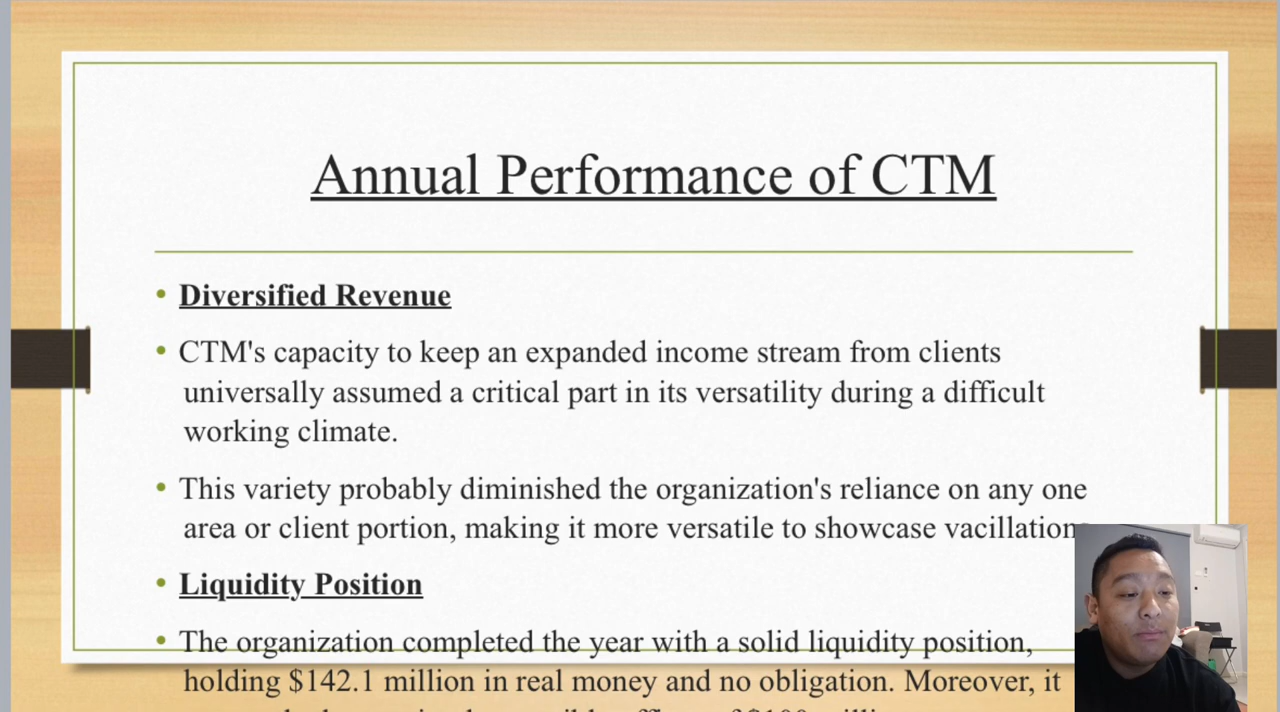 Annual Performance of CTM
Diversified Revenue
CTM's capacity to keep an expanded income stream from clients
universally assumed a critical part in its versatility during a difficult
working climate.
This variety probably diminished the organization's reliance on any one
area or client portion, making it more versatile to showcase vacillations
Liquidity Position
The organization completed the year with a solid liquidity position,
holding $142.1 million in real money and no obligation. Moreover, it